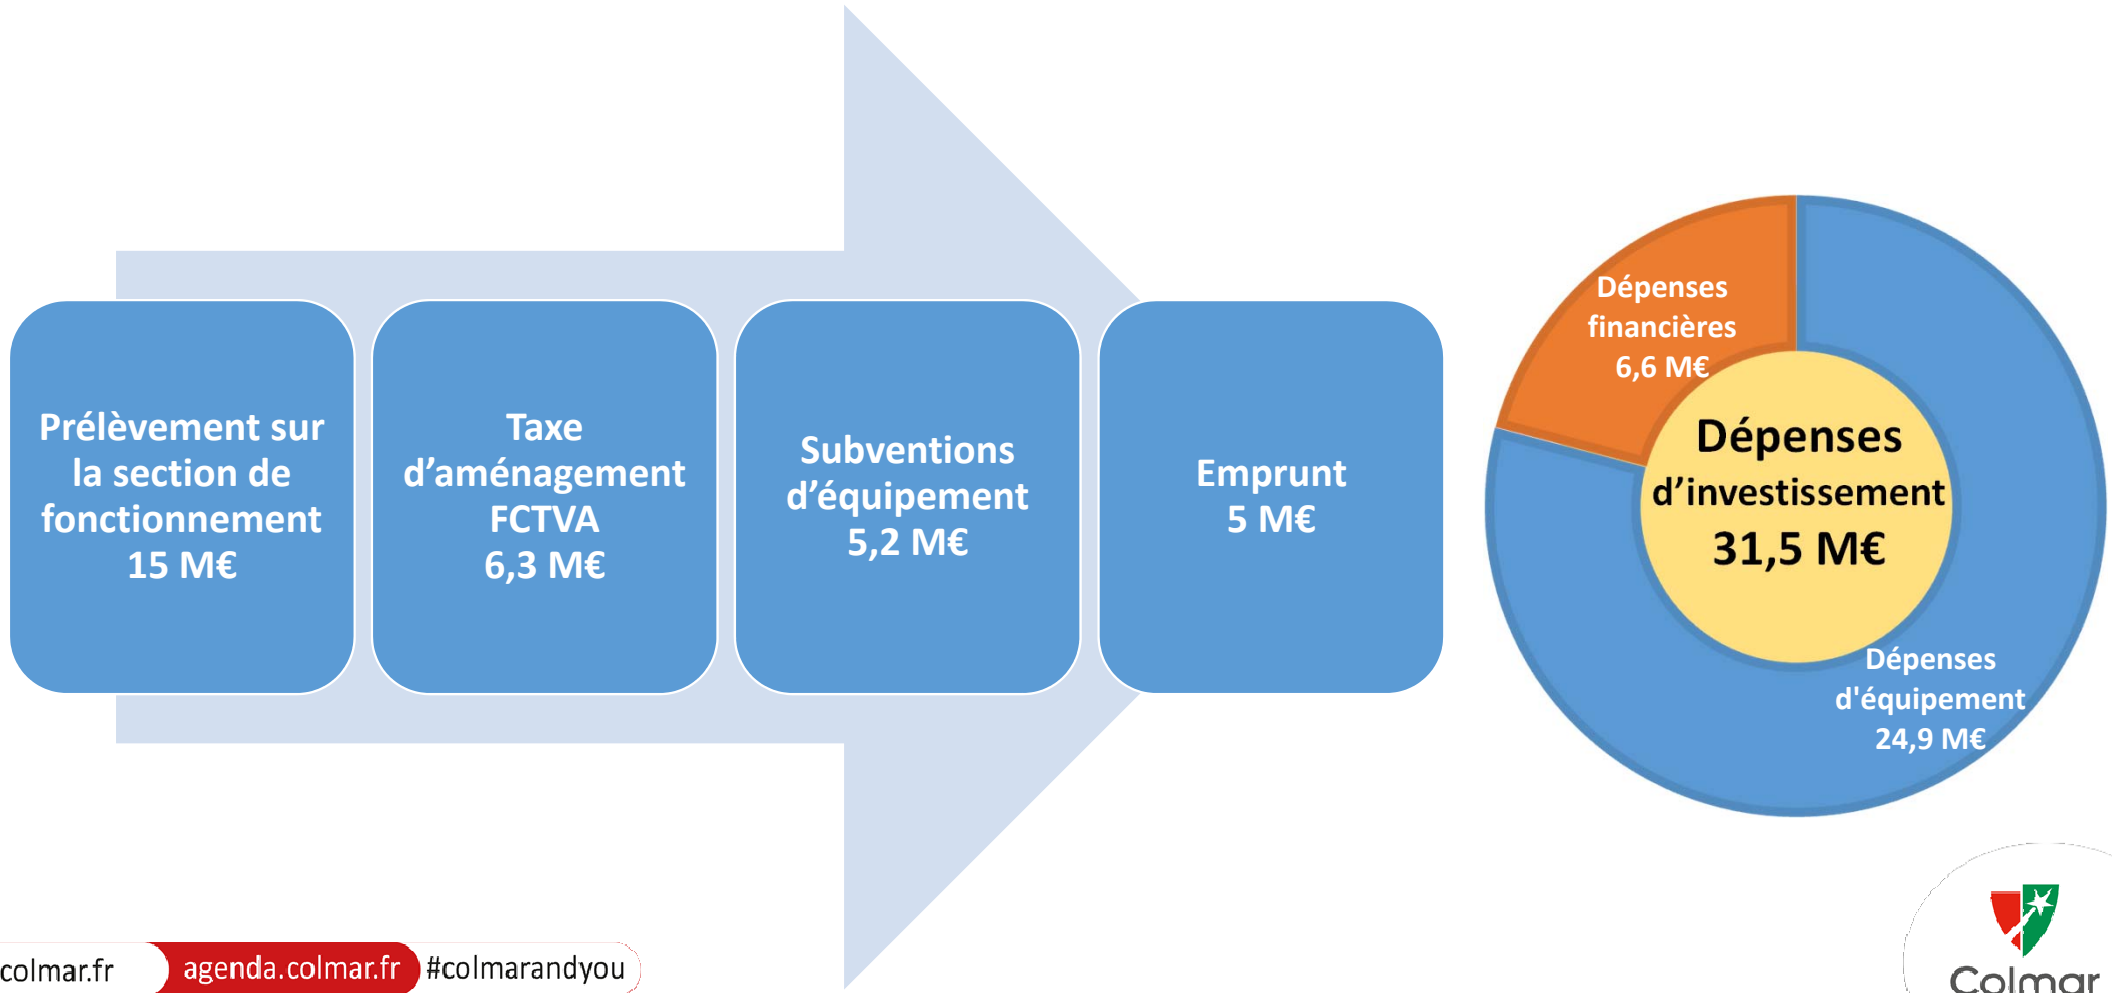 Prélèvement sur
la section de
fonctionnement
15 M€
Taxe
d’aménagement
FCTVA
6,3 M€
Subventions
d’équipement
5,2 M€
Emprunt
5 M€
Dépenses
financières
6,6 M€
Dépenses
d’investissement
31,5 M€
Dépenses
d'équipement
24,9 M€
colmar.fr
agenda.colmar.fr
#colmarandyou
Colmar